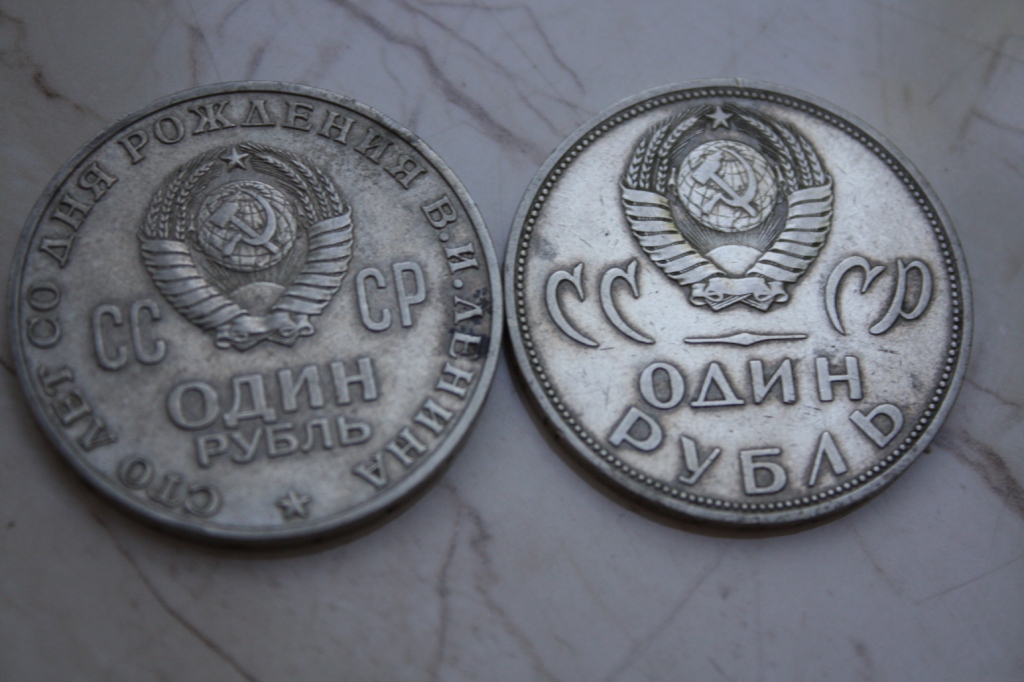 СТО ЛЕТ СО ДНЯ РОЖДЕНИЯ В.И.ЛЕНИНА
СС СР
ОДИН
РУБЛЬ
СС СР
ОДИН
РУБЛЬ